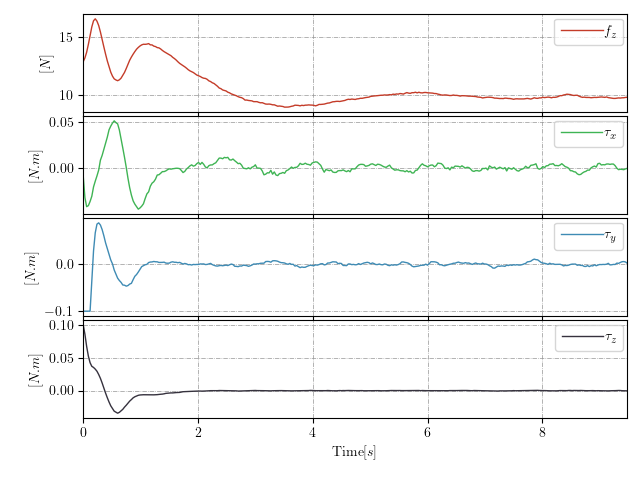 15
10
[N]
f_z
0.05
0.00
[N.m]
τ_x
0.0
−0.1
[N.m]
τ_y
0.10
0.05
0.00
[N.m]
τ_z
0 2 4 6 8
Time[s]